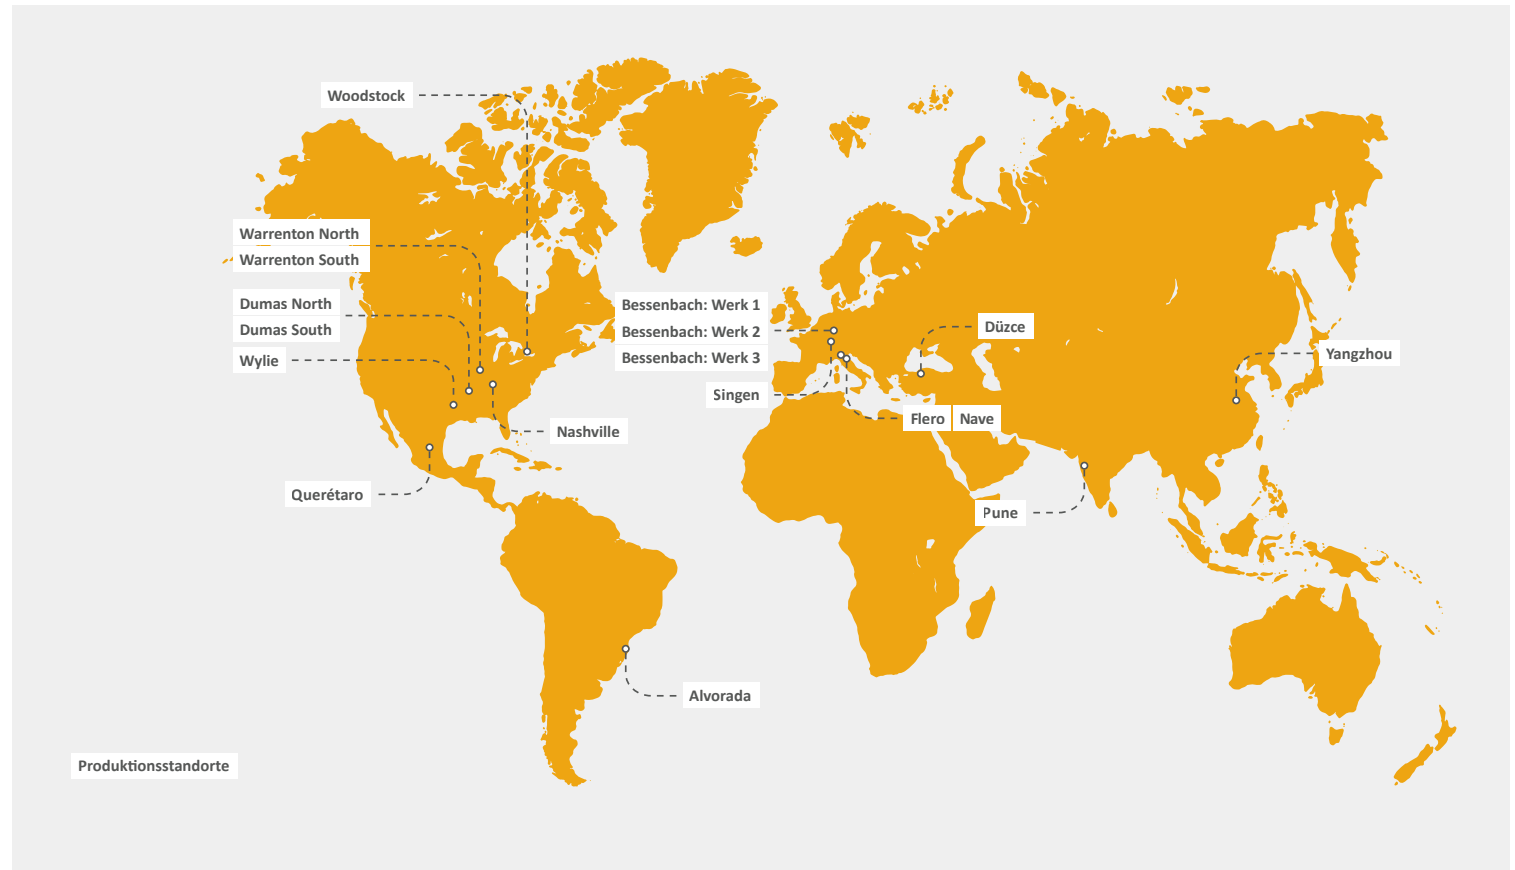 Woodstock
Warrenton North
Warrenton South
Dumas North
Dumas South
Wylie
Bessenbach: Werk 1
Bessenbach: Werk 2
Bessenbach: Werk 3
Düzce
Yangzhou
Singen
Flero
Nave
Nashville
Querétaro
Pune
Alvorada
Produktionsstandorte